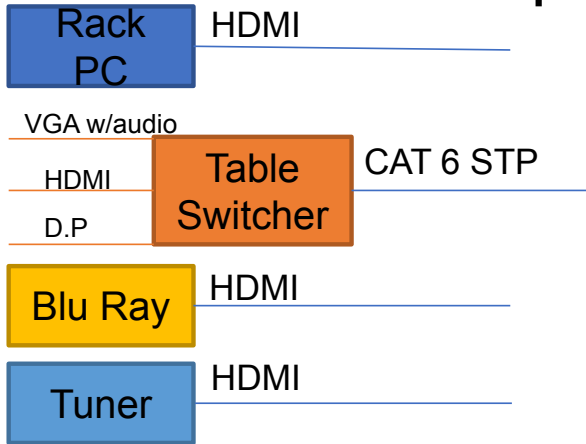 Rack
PC
HDMI
VGA w/audio
HDMI
D.P
Table
Switcher
CAT 6 STP
Blu Ray
HDMI
Tuner
HDMI